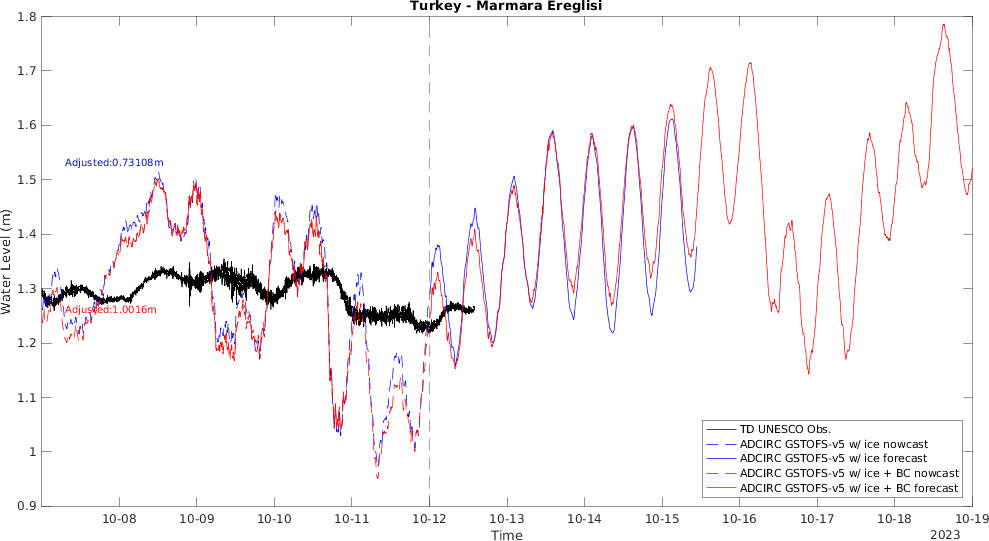 Turkey - Marmara Ereglisi
1.8
1.7
1.6
1.5
1.4
1.3
1.2
1.1
1
0.9
Water Level (m)
Adjusted:0.73108m
Adjusted:1.0016m
TD UNESCO Obs.
ADCIRC GSTOFS-v5 w/ ice nowcast
ADCIRC GSTOFS-v5 w/ ice forecast
ADCIRC GSTOFS-v5 w/ ice + BC nowcast
ADCIRC GSTOFS-v5 w/ ice + BC forecast
10-08 10-09 10-10 10-11 10-12 10-13 10-14 10-15 10-16 10-17 10-18 10-19
Time
2023